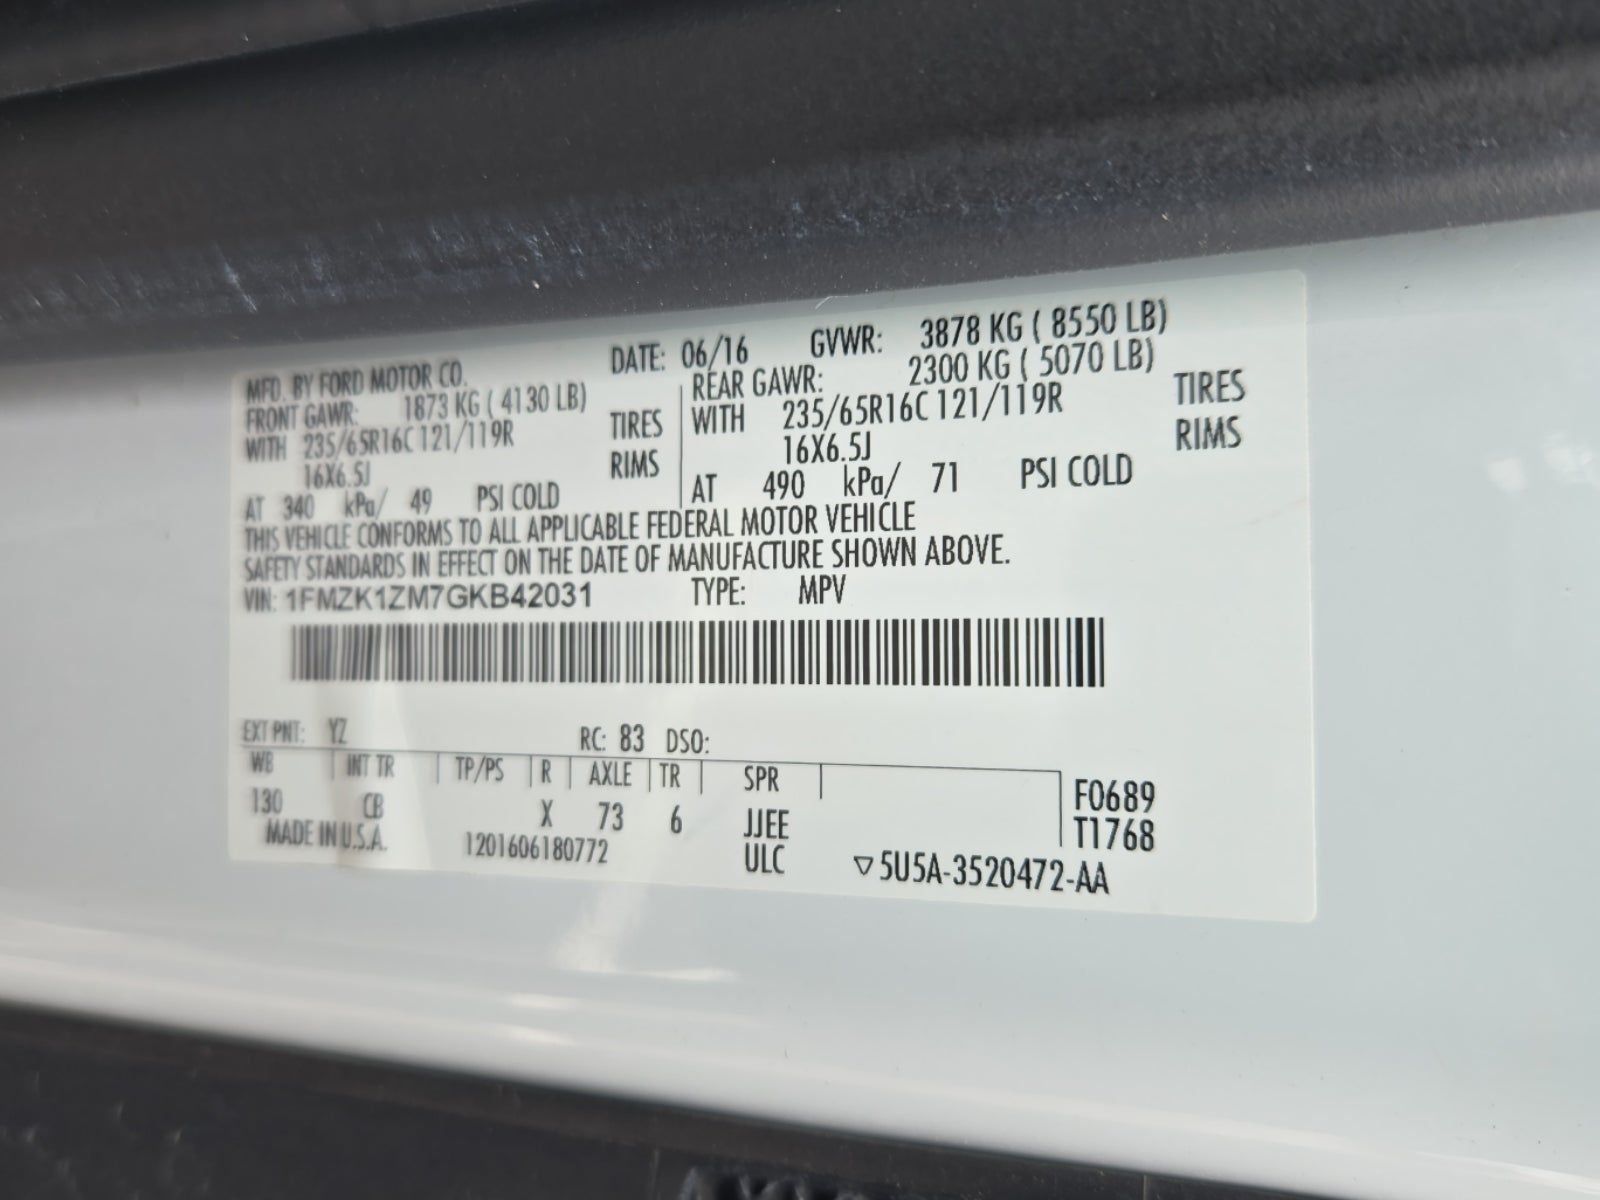 MFD. BY FORD MOTOR CO. DATE: 06/16 GVWR: 3878 KG ( 8550 LB)
FRONT GAWR: 1873 KG ( 4130 LB) REAR GAWR: 2300 KG ( 5070 LB)
WITH 235/65R16C 121/119R TIRES WITH 235/65R16C 121/119R TIRES
16X6.5J RIMS 16X6.5J RIMS
AT 340 kPa/ 49 PSI COLD AT 490 kPa/ 71 PSI COLD
THIS VEHICLE CONFORMS TO ALL APPLICABLE FEDERAL MOTOR VEHICLE
SAFETY STANDARDS IN EFFECT ON THE DATE OF MANUFACTURE SHOWN ABOVE.
VIN: 1FMZK1ZM7GKB42031 TYPE: MPV
EXT PNT: YZ RC: 83 DSO:
WB INT TR TP/PS R AXLE TR SPR
130 CB X 73 6 JJEE F0689
MADE IN U.S.A. 1201606180772 ULC T1768
▽5U5A-3520472-AA